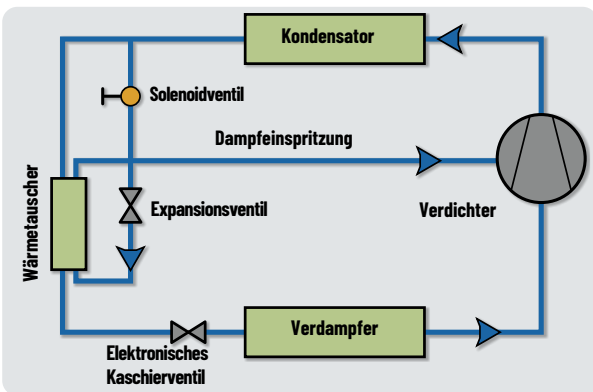 Kondensator
Solenoidventil
Dampfeinspritzung
Wärmetauscher
Expansionsventil
Verdichter
Verdampfer
Elektronisches
Kaschierventil